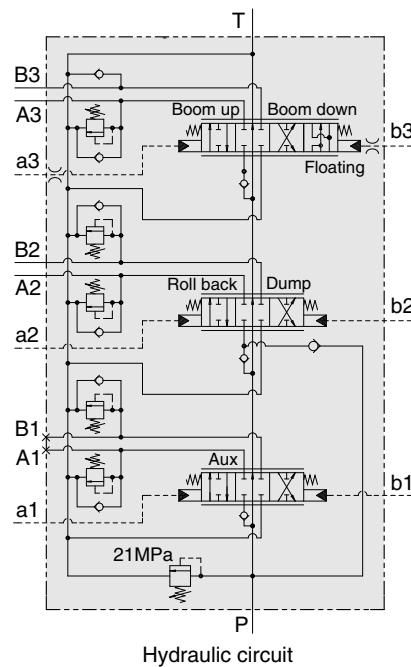 T
B3
A3
Boom up
Boom down
a3
b3
Floating
B2
A2
Roll back
Dump
a2
b2
B1
A1
Aux
a1
b1
21MPa
P
Hydraulic circuit